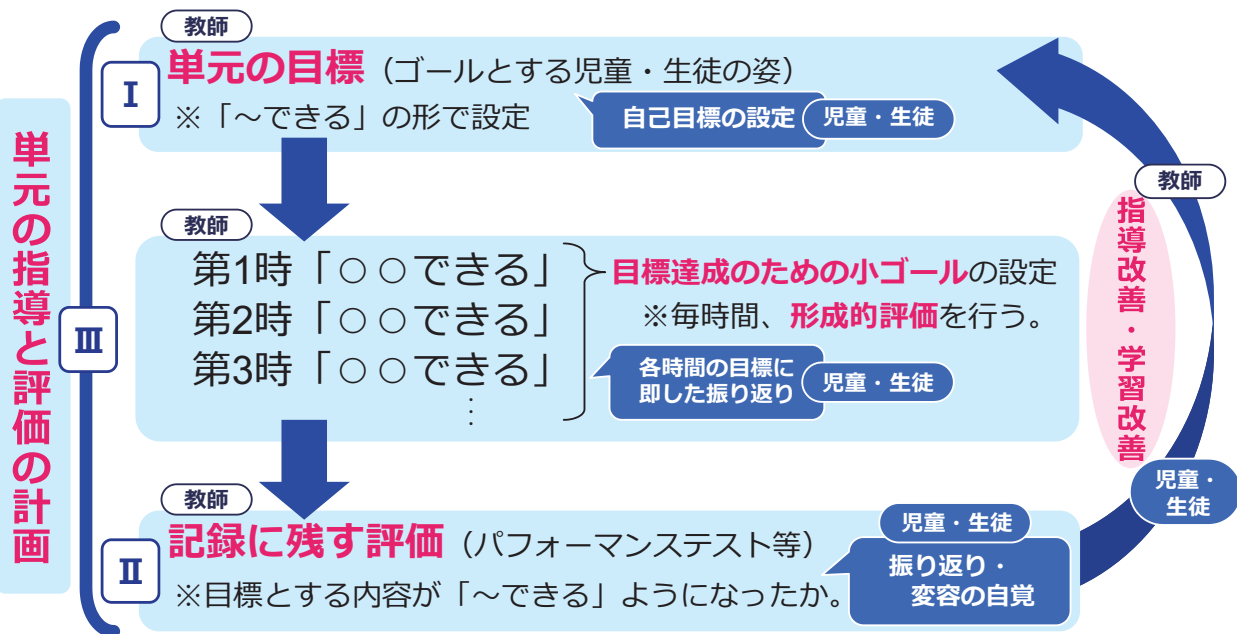 単元の指導と評価の計画
Ⅲ
教師
Ⅰ
単元の目標（ゴールとする児童・生徒の姿）
※「～できる」の形で設定
自己目標の設定
児童・生徒
教師
第1時「○○できる」
第2時「○○できる」
第3時「○○できる」
⋮
目標達成のための小ゴールの設定
※毎時間、形成的評価を行う。
各時間の目標に
即した振り返り
児童・生徒
教師
Ⅱ
記録に残す評価（パフォーマンステスト等）
※目標とする内容が「～できる」ようになったか。
児童・生徒
振り返り・
変容の自覚
教師
指導改善・学習改善
児童・
生徒